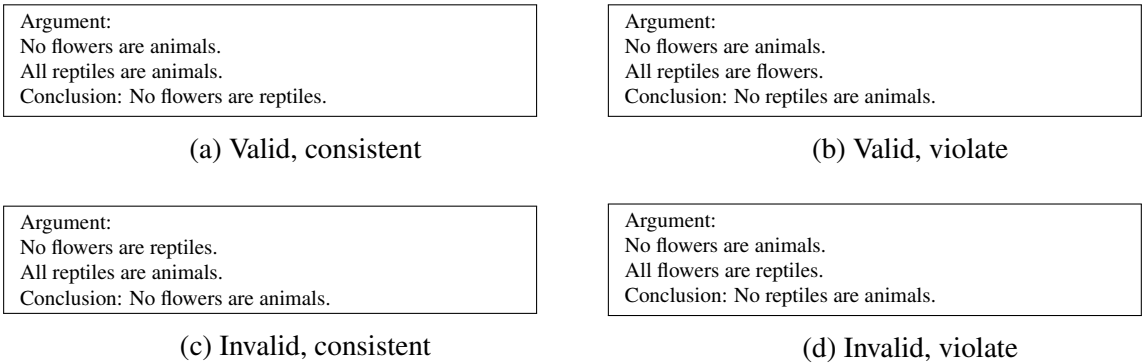 Argument:
No flowers are animals.
All reptiles are animals.
Conclusion: No flowers are reptiles.
(a) Valid, consistent
Argument:
No flowers are animals.
All reptiles are flowers.
Conclusion: No reptiles are animals.
(b) Valid, violate
Argument:
No flowers are reptiles.
All reptiles are animals.
Conclusion: No flowers are animals.
(c) Invalid, consistent
Argument:
No flowers are animals.
All flowers are reptiles.
Conclusion: No reptiles are animals.
(d) Invalid, violate